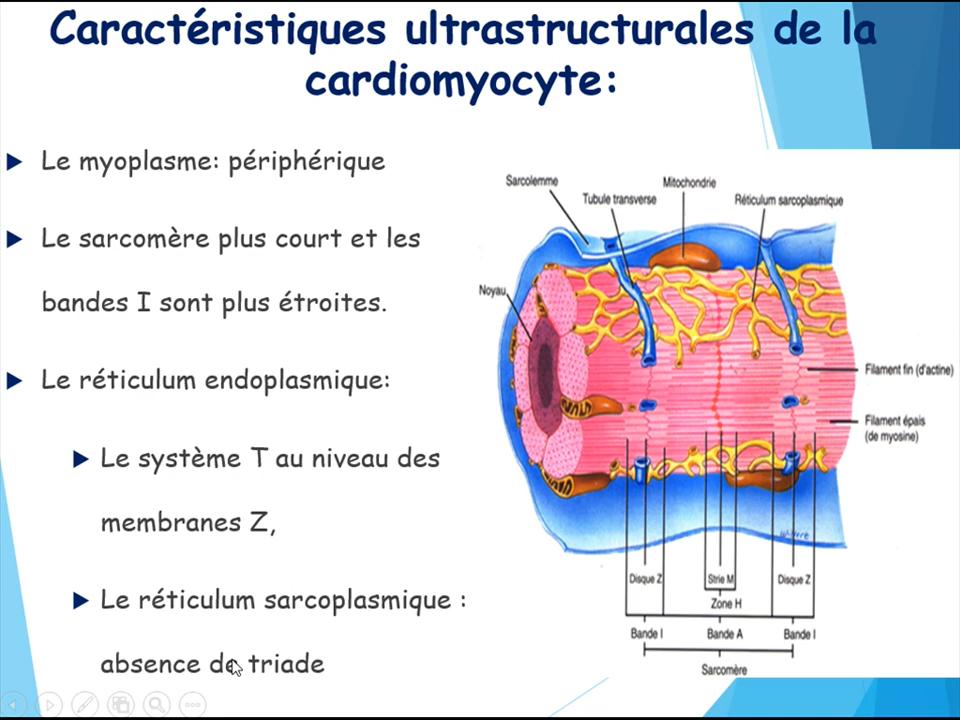 Caractéristiques ultrastructurales de la
cardiomyocyte:
Le myoplasme: périphérique
Le sarcomère plus court et les
bandes I sont plus étroites.
Le réticulum endoplasmique:
Le système T au niveau des
membranes Z,
Le réticulum sarcoplasmique :
absence de triade
Sarcolemme
Mitochondrie
Tubule transverse
Réticulum sarcoplasmique
Noyau
Filament fin (d'actine)
Filament épais
(de myosine)
Disque Z
Strie M
Disque Z
Zone H
Bande I
Bande A
Bande I
Sarcomère